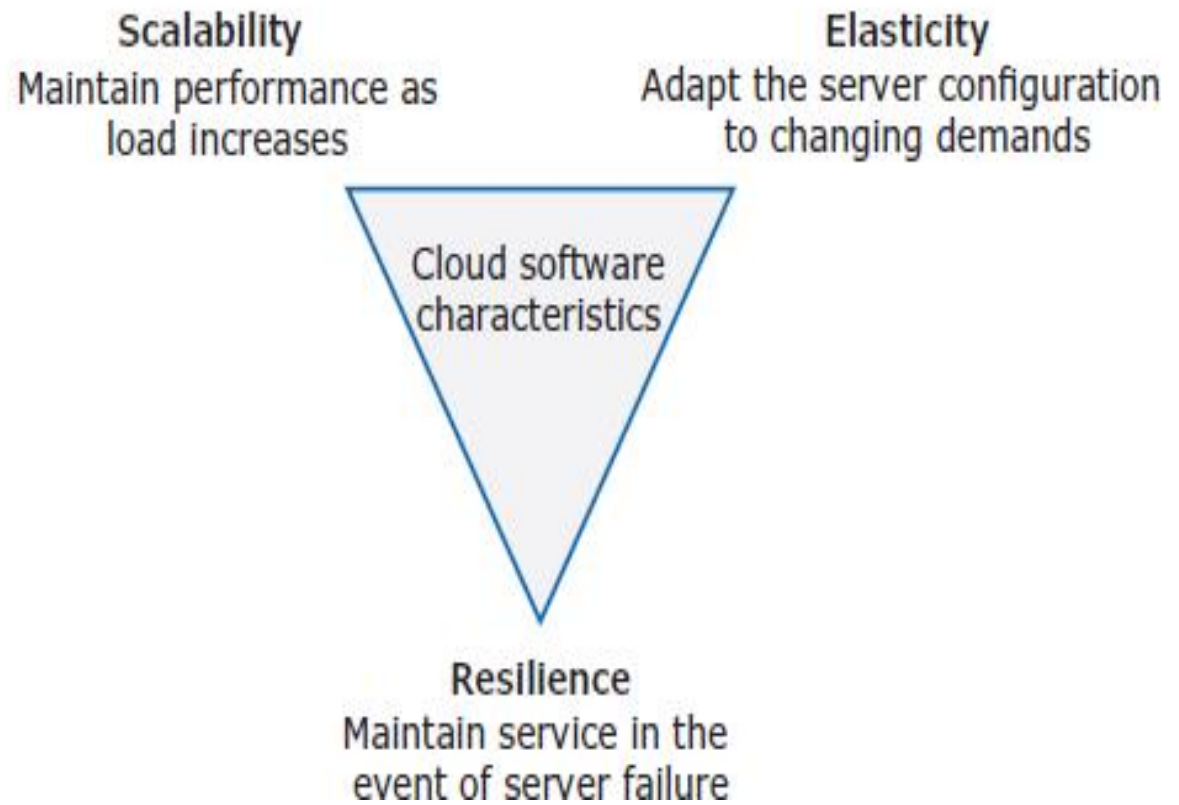 Scalability
Maintain performance as
load increases
Elasticity
Adapt the server configuration
to changing demands
Cloud software
characteristics
Resilience
Maintain service in the
event of server failure